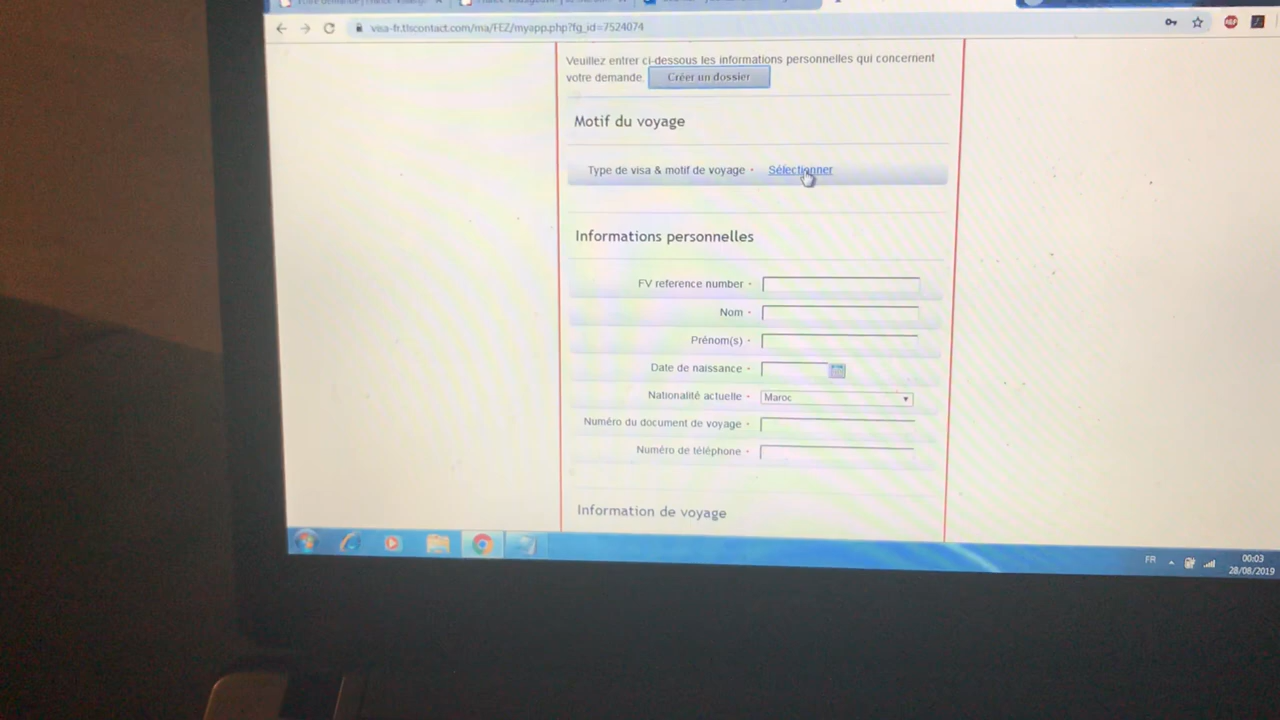 visa-fr.tlscontact.com/ma/FEZ/myapp.php?fg_id=7524074
Veuillez entrer ci-dessous les informations personnelles qui concernent
votre demande. Créer un dossier
Motif du voyage
Type de visa & motif de voyage · Sélectionner
Informations personnelles
FV reference number ·
Nom ·
Prénom(s) ·
Date de naissance ·
Nationalité actuelle · Maroc
Numéro du document de voyage ·
Numéro de téléphone ·
Information de voyage
FR
00:03
28/08/2019